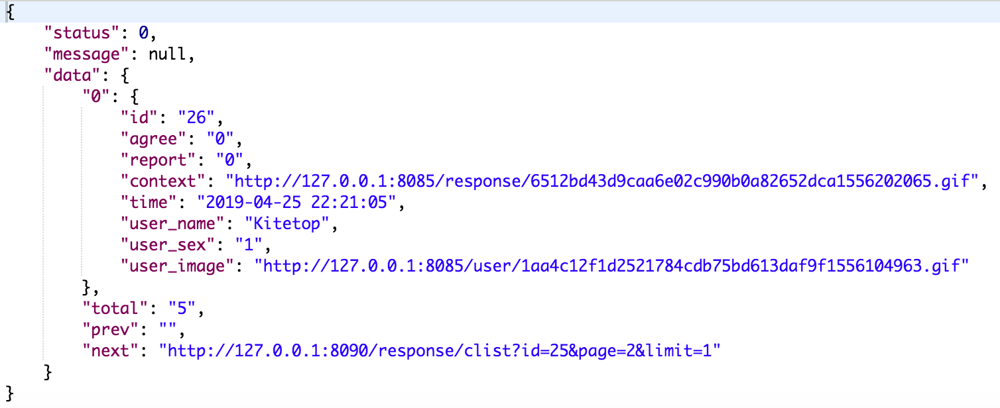 {
    "status": 0,
    "message": null,
    "data": {
        "0": {
            "id": "26",
            "agree": "0",
            "report": "0",
            "context": "http://127.0.0.1:8085/response/6512bd43d9caa6e02c990b0a82652dca1556202065.gif",
            "time": "2019-04-25 22:21:05",
            "user_name": "Kitetop",
            "user_sex": "1",
            "user_image": "http://127.0.0.1:8085/user/1aa4c12f1d2521784cdb75bd613daf9f1556104963.gif"
        },
        "total": "5",
        "prev": "",
        "next": "http://127.0.0.1:8090/response/clist?id=25&page=2&limit=1"
    }
}